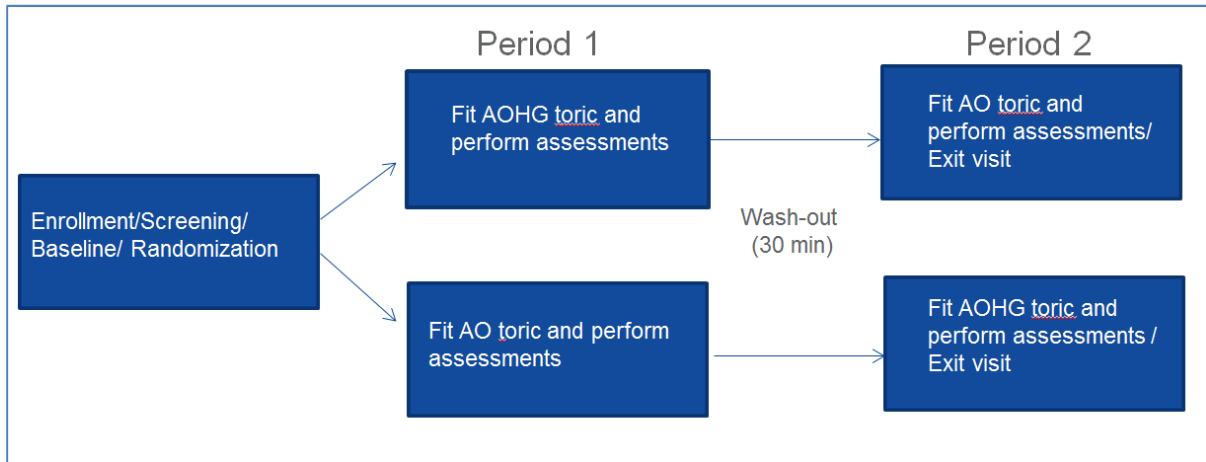 Period 1
Period 2
Enrollment/Screening/
Baseline/ Randomization
Fit AOHG toric and
perform assessments
Fit AO toric and perform
assessments
Wash-out
(30 min)
Fit AO toric and
perform assessments/
Exit visit
Fit AOHG toric and
perform assessments /
Exit visit